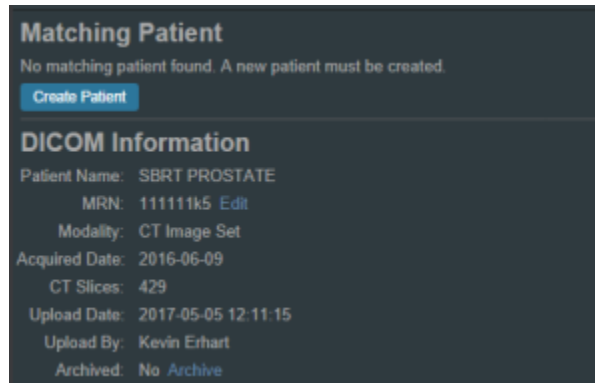 Matching Patient
No matching patient found. A new patient must be created.
Create Patient
DICOM Information
Patient Name: SBRT PROSTATE
MRN: 111111k5 Edit
Modality: CT Image Set
Acquired Date: 2016-06-09
CT Slices: 429
Upload Date: 2017-05-05 12:11:15
Upload By: Kevin Erhart
Archived: No Archive